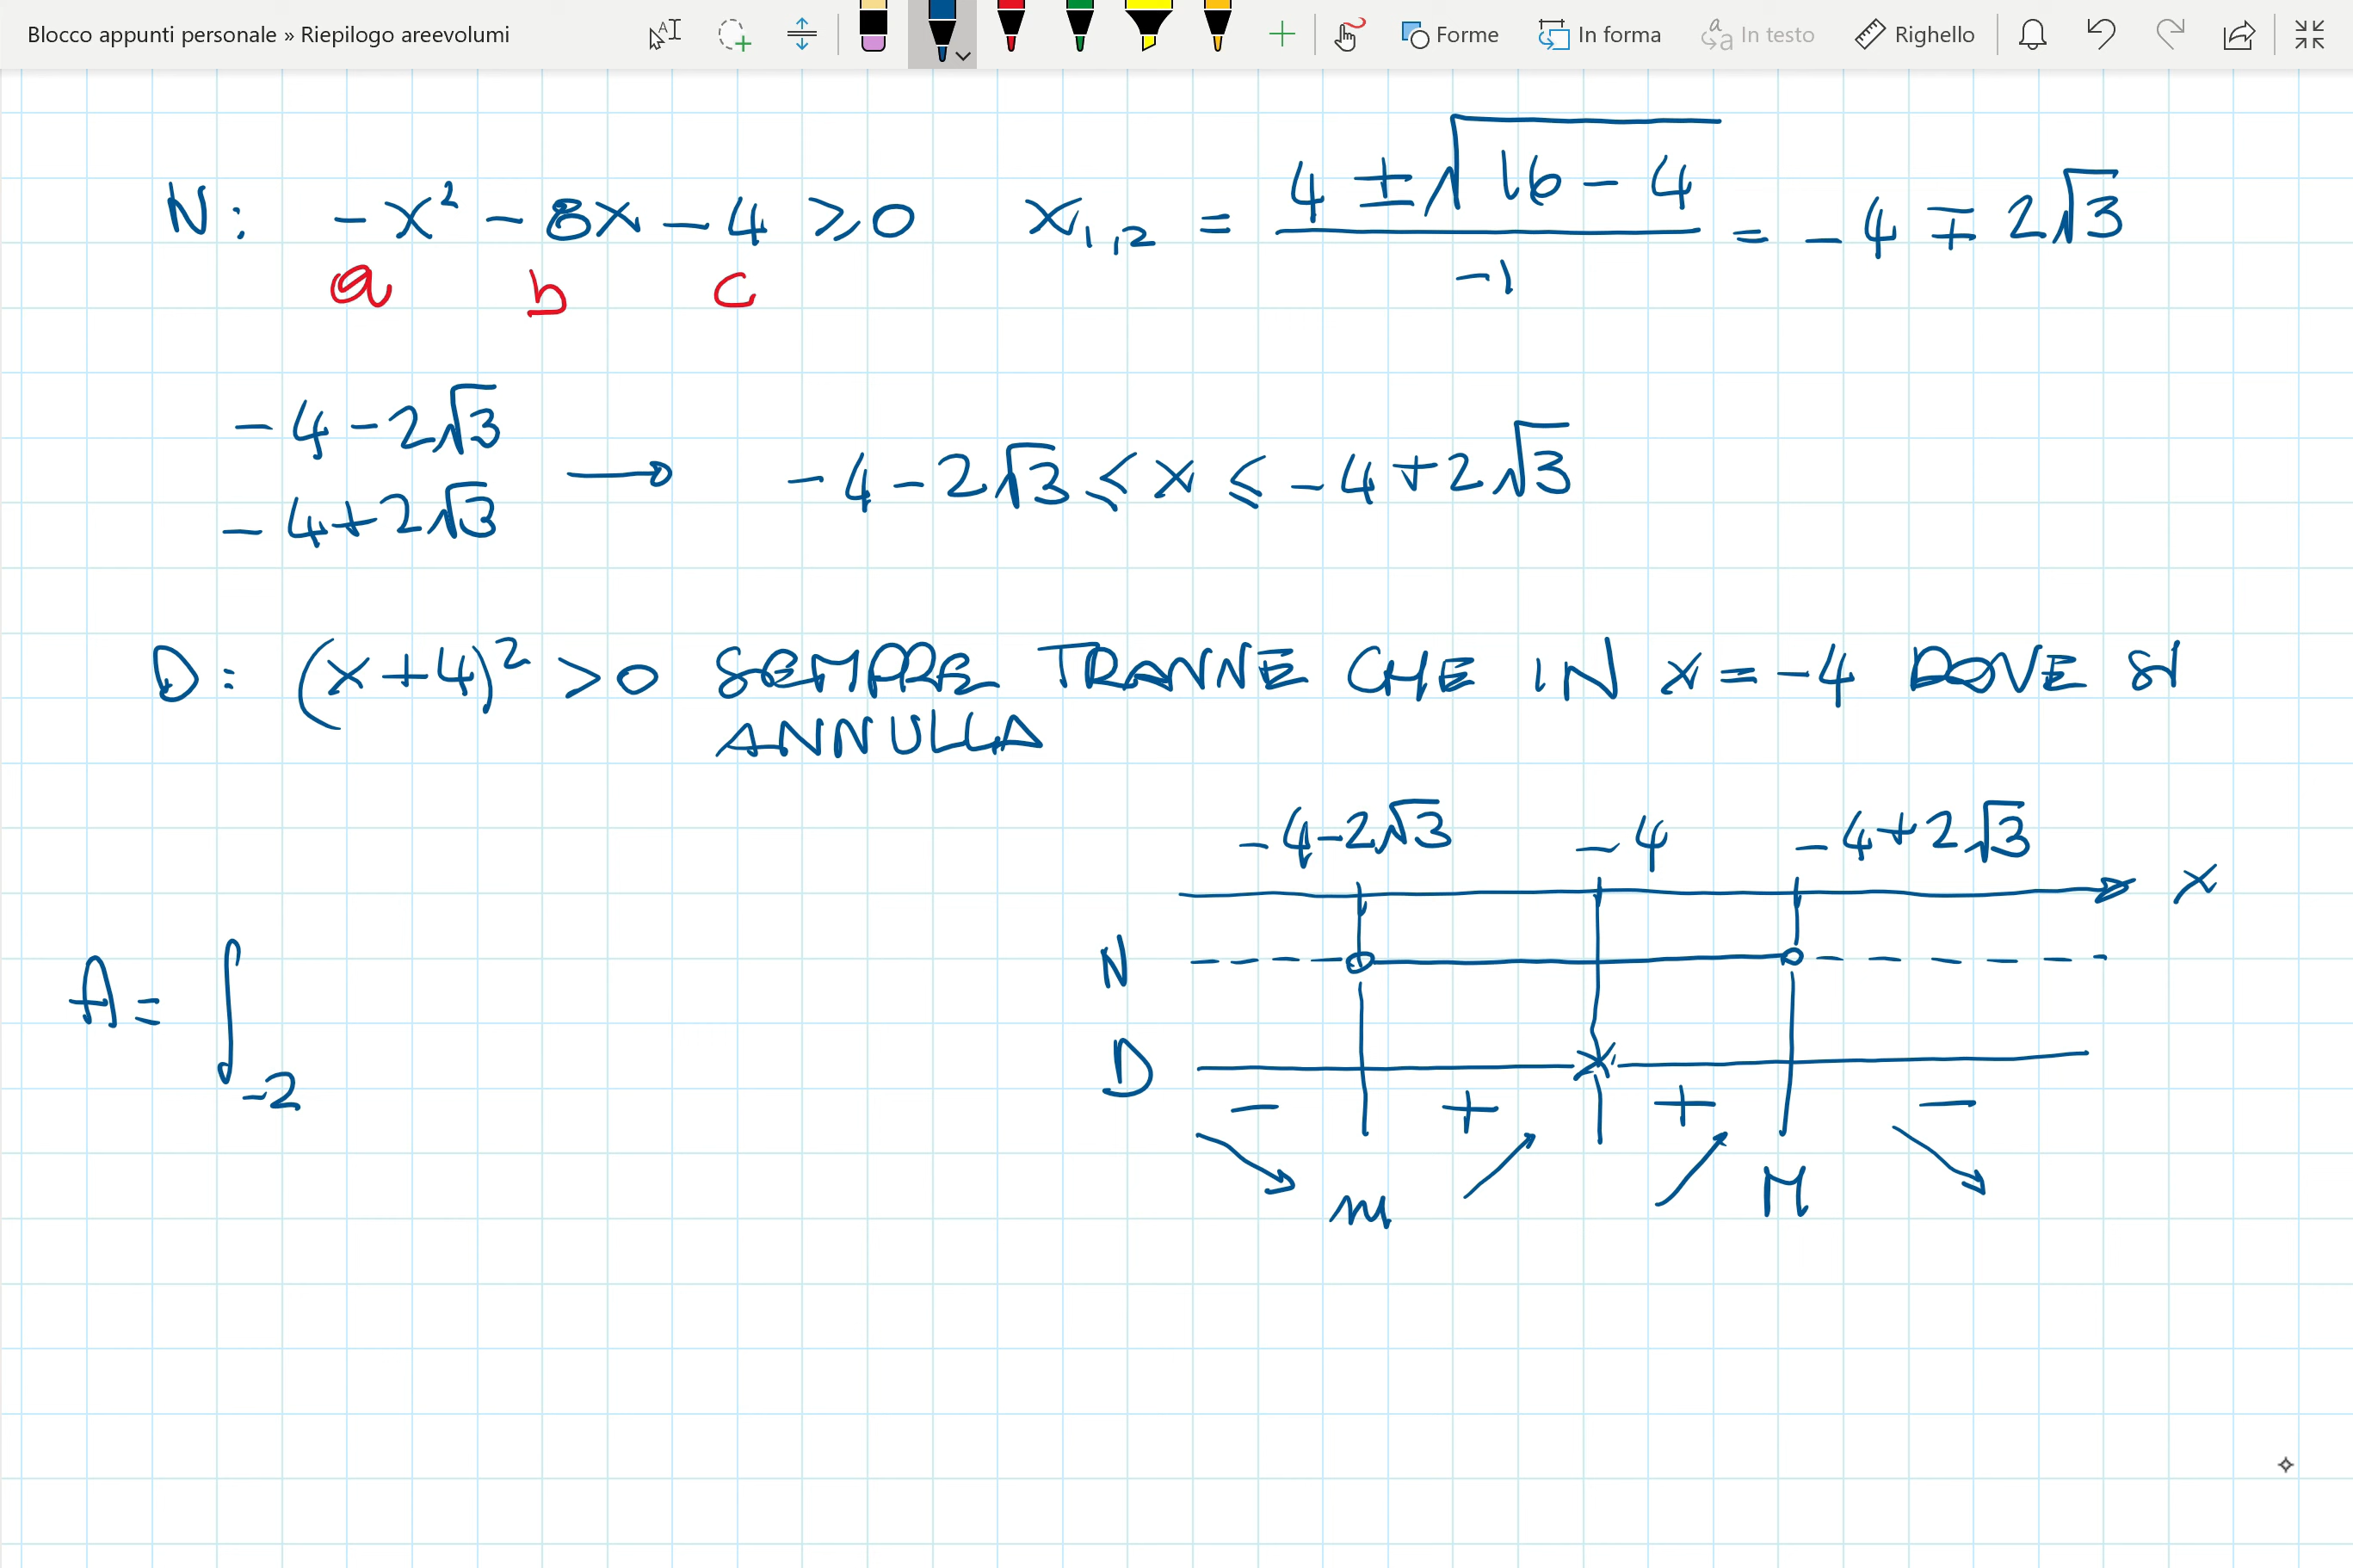 Blocco appunti personale » Riepilogo areevolumi
Forme In forma In testo Righello
N: -x² - 8x - 4 ⩾ 0 x₁,₂ = (4 ± √(16 - 4))/(-1) = -4 ∓ 2√3
a b c
-4-2√3
-4+2√3 → -4-2√3 ⩽ x ⩽ -4+2√3
D: (x+4)² > 0 SEMPRE TRANNE CHE IN x = -4 DOVE SI
ANNULLA
-4-2√3 -4 -4+2√3
x
N
A = ∫₋₂
D
- + + -
m M